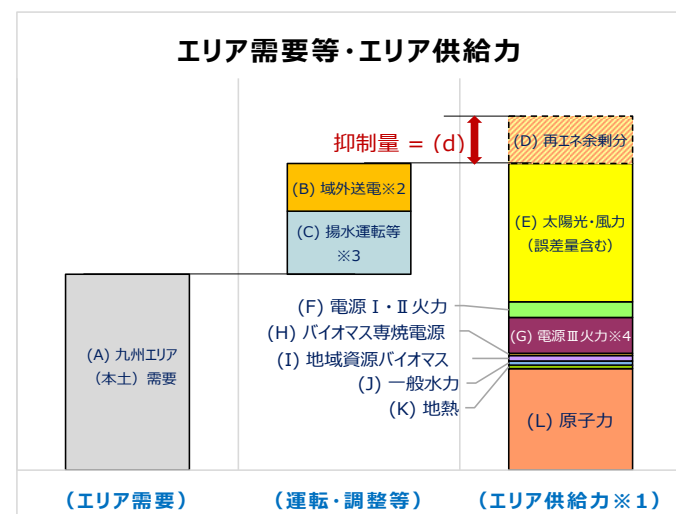 エリア需要等・エリア供給力
抑制量 = (d)
(D) 再エネ余剰分
(B) 域外送電※2
(C) 揚水運転等
※3
(E) 太陽光・風力
（誤差量含む）
(F) 電源Ⅰ・Ⅱ火力
(G) 電源Ⅲ火力※4
(H) バイオマス専焼電源
(I) 地域資源バイオマス
(J) 一般水力
(K) 地熱
(A) 九州エリア
（本土）需要
(L) 原子力
（エリア需要）
（運転・調整等）
（エリア供給力※1）